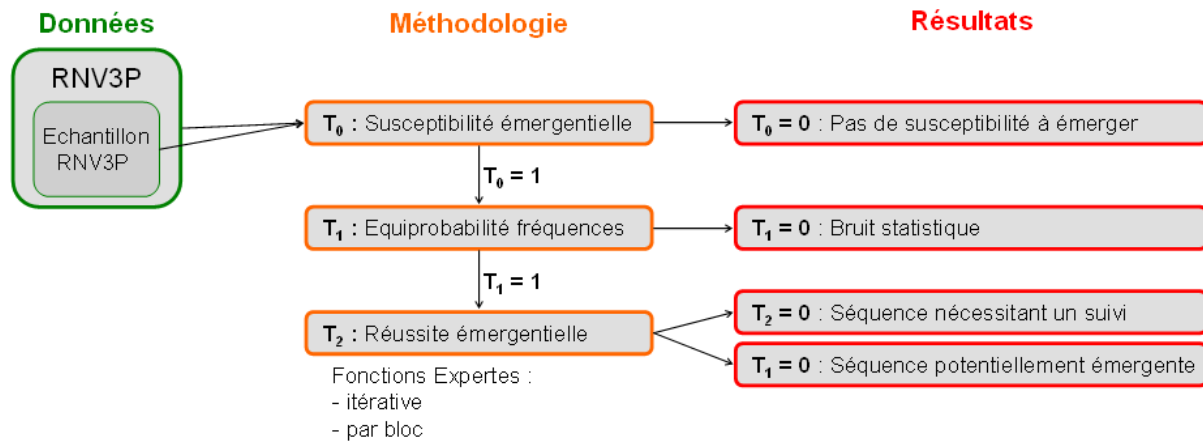 Données
Méthodologie
Résultats
RNV3P
Echantillon
RNV3P
T0 : Susceptibilité émergentielle
T0 = 0 : Pas de susceptibilité à émerger
T0 = 1
T1 : Equiprobabilité fréquences
T1 = 0 : Bruit statistique
T1 = 1
T2 : Réussite émergentielle
T2 = 0 : Séquence nécessitant un suivi
T1 = 0 : Séquence potentiellement émergente
Fonctions Expertes :
- itérative
- par bloc